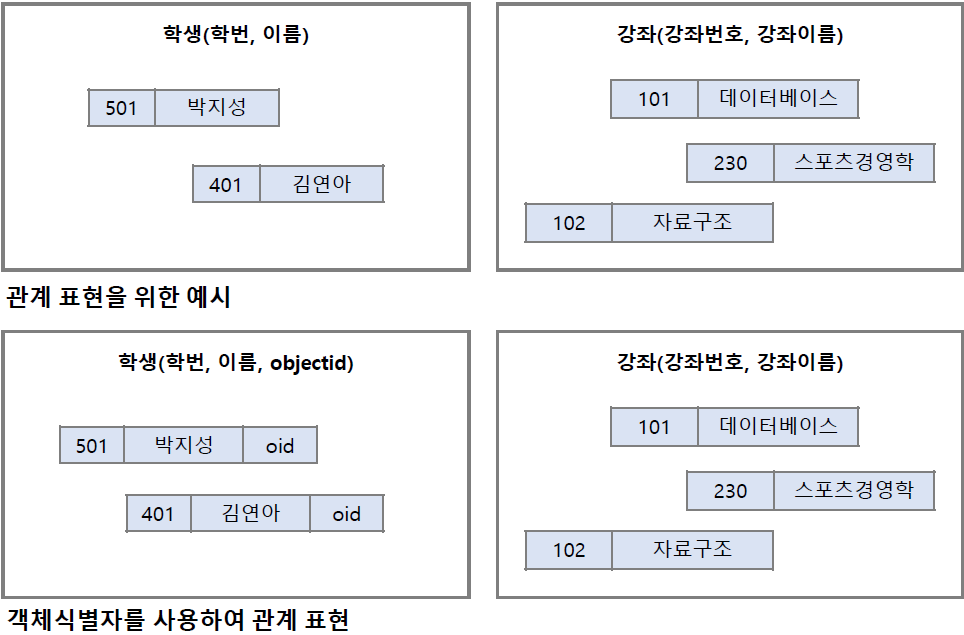 학생(학번, 이름)
501 박지성
401 김연아
강좌(강좌번호, 강좌이름)
101 데이터베이스
230 스포츠경영학
102 자료구조
관계 표현을 위한 예시
학생(학번, 이름, objectid)
501 박지성 oid
401 김연아 oid
강좌(강좌번호, 강좌이름)
101 데이터베이스
230 스포츠경영학
102 자료구조
객체식별자를 사용하여 관계 표현